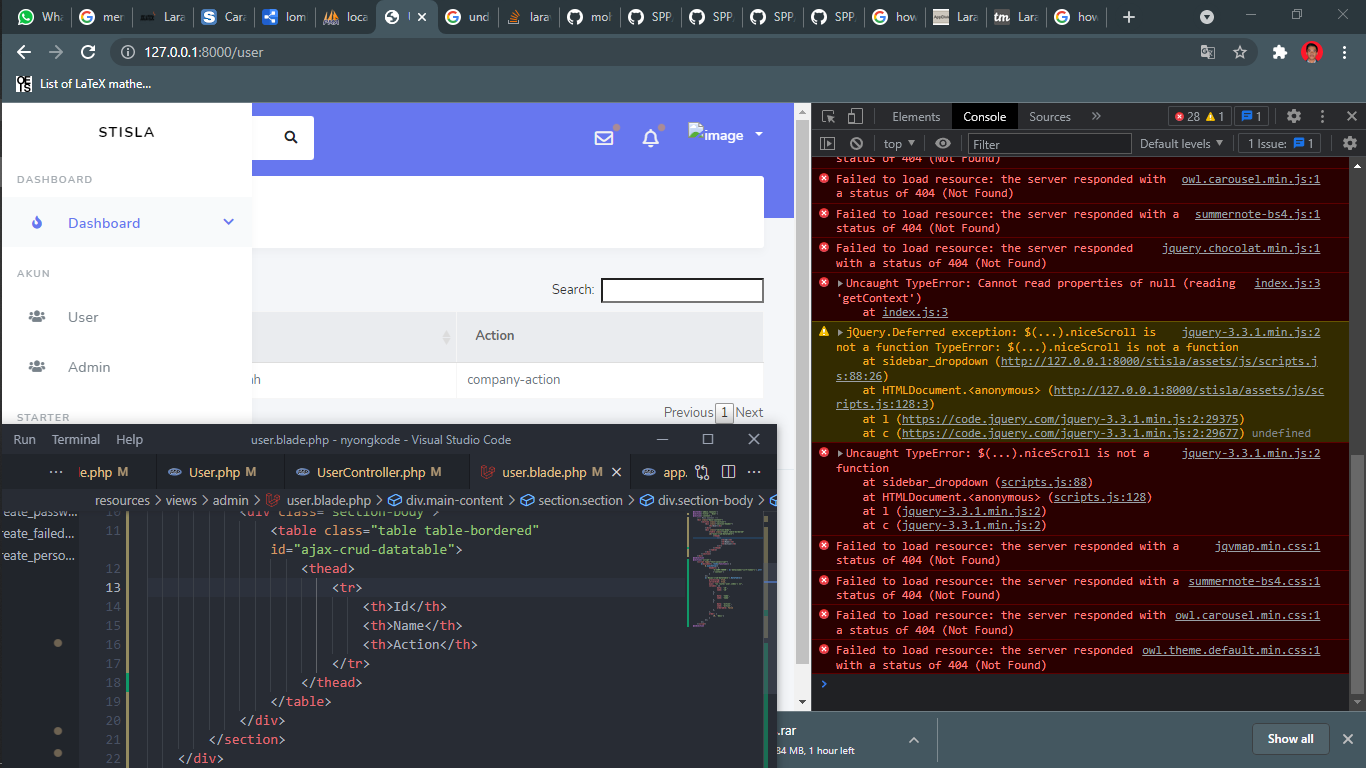 Wha
mer
Lara
Cara
lom
loca
und
lara
moh
SPP
SPP
SPP
SPP
how
Lara
tm
Lara
how
127.0.0.1:8000/user
List of LaTeX mathe...
STISLA
DASHBOARD
Dashboard
AKUN
User
Admin
STARTER
image
Search:
Action
ah
company-action
Previous 1 Next
Elements
Console
Sources
28
1
1
top
Filter
Default levels
1 Issue: 1
status of 404 (Not Found)
Failed to load resource: the server responded with owl.carousel.min.js:1
a status of 404 (Not Found)
Failed to load resource: the server responded with a summernote-bs4.js:1
status of 404 (Not Found)
Failed to load resource: the server responded jquery.chocolat.min.js:1
with a status of 404 (Not Found)
Uncaught TypeError: Cannot read properties of null (reading index.js:3
'getContext')
at index.js:3
jQuery.Deferred exception: $(...).niceScroll is jquery-3.3.1.min.js:2
not a function TypeError: $(...).niceScroll is not a function
at sidebar_dropdown (http://127.0.0.1:8000/stisla/assets/js/scripts.j
s:88:26)
at HTMLDocument.<anonymous> (http://127.0.0.1:8000/stisla/assets/js/sc
ripts.js:128:3)
at l (https://code.jquery.com/jquery-3.3.1.min.js:2:29375)
at c (https://code.jquery.com/jquery-3.3.1.min.js:2:29677) undefined
Uncaught TypeError: $(...).niceScroll is not a jquery-3.3.1.min.js:2
function
at sidebar_dropdown (scripts.js:88)
at HTMLDocument.<anonymous> (scripts.js:128)
at l (jquery-3.3.1.min.js:2)
at c (jquery-3.3.1.min.js:2)
Failed to load resource: the server responded with a jqvmap.min.css:1
status of 404 (Not Found)
Failed to load resource: the server responded with a summernote-bs4.css:1
status of 404 (Not Found)
Failed to load resource: the server responded with owl.carousel.min.css:1
a status of 404 (Not Found)
Failed to load resource: the server responded owl.theme.default.min.css:1
with a status of 404 (Not Found)
Run Terminal Help
user.blade.php - nyongkode - Visual Studio Code
le.php M
User.php M
UserController.php M
user.blade.php M
app.
resources > views > admin > user.blade.php > div.main-content > section.section > div.section-body >
eate_passw...
reate_failed...
reate_perso...
10 <div class="section-body">
11 <table class="table table-bordered"
id="ajax-crud-datatable">
12 <thead>
13 <tr>
14 <th>Id</th>
15 <th>Name</th>
16 <th>Action</th>
17 </tr>
18 </thead>
19 </table>
20 </div>
21 </section>
22 </div>
.rar
84 MB, 1 hour left
Show all